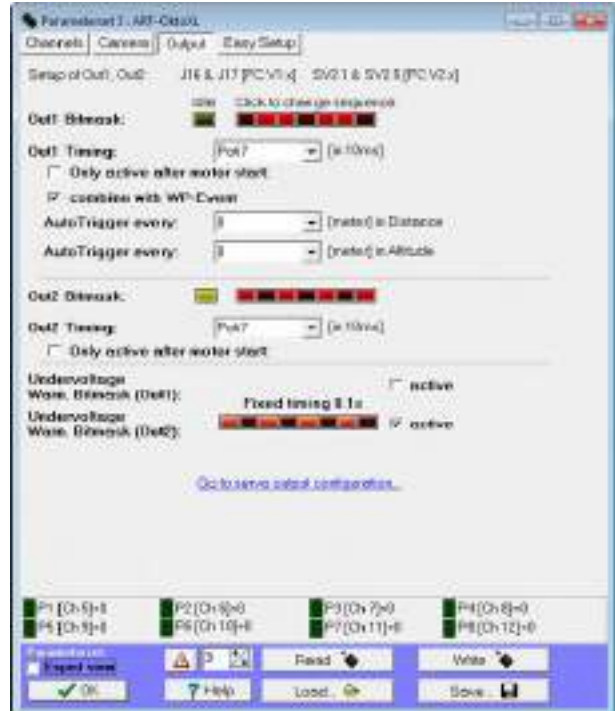 Parameterset 3 : ART-OktoXL
Channels Camera Output Easy Setup
Setup of Out1, Out2: J16 & J17 [FC V1.x] SV2.1 & SV2.5 [FC V2.x]
Click to change sequence
Out1 Bitmask:
Out1 Timing: Poti7 [in 10ms]
Only active after motor start
combine with WP-Event
AutoTrigger every: 0 [meter] in Distance
AutoTrigger every: 0 [meter] in Altitude
Out2 Bitmask:
Out2 Timing: Poti7 [in 10ms]
Only active after motor start
Undervoltage
Warn. Bitmask (Out1): active
Fixed timing 0.1s
Undervoltage
Warn. Bitmask (Out2): active
Go to servo output configuration...
P1 [Ch 5]=0 P2 [Ch 6]=0 P3 [Ch 7]=0 P4 [Ch 8]=0
P5 [Ch 9]=0 P6 [Ch 10]=0 P7 [Ch 11]=0 P8 [Ch 12]=0
Parameterset
Expert view 3 Read Write
OK ? Help Load.. Save..